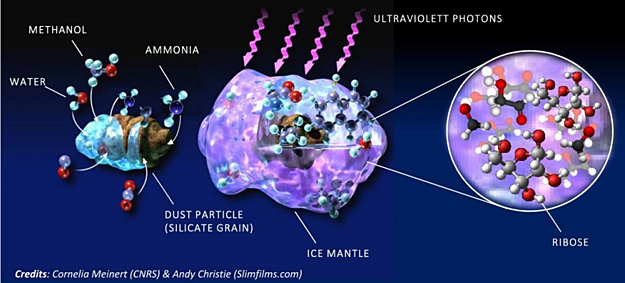 METHANOL
WATER
AMMONIA
ULTRAVIOLETT PHOTONS
DUST PARTICLE
(SILICATE GRAIN)
ICE MANTLE
RIBOSE
Credits: Cornelia Meinert (CNRS) & Andy Christie (Slimfilms.com)